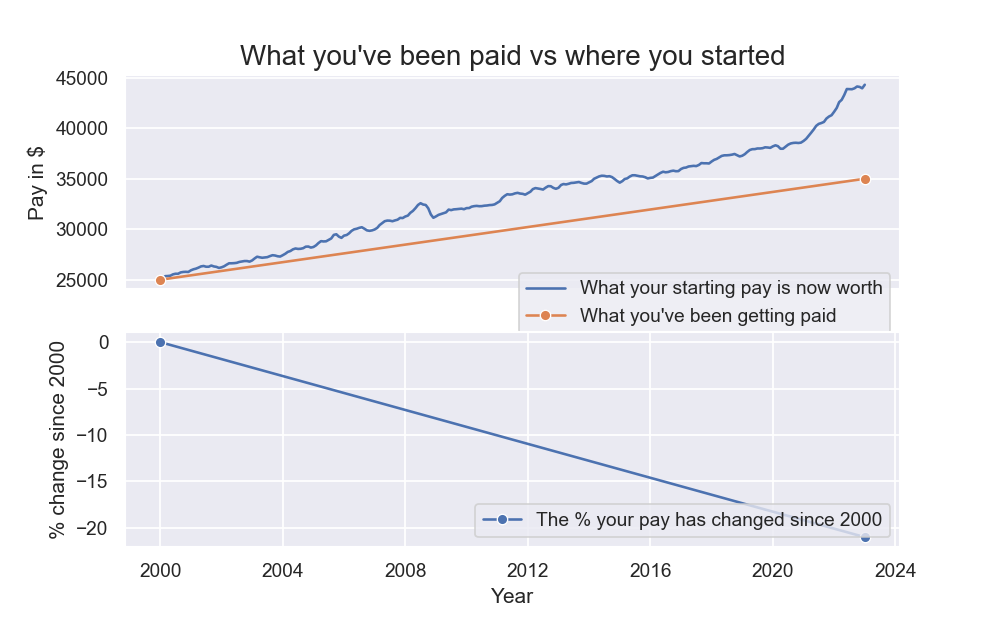 What you've been paid vs where you started
Pay in $
45000
40000
35000
30000
25000
What your starting pay is now worth
What you've been getting paid
% change since 2000
0
−5
−10
−15
−20
The % your pay has changed since 2000
2000 2004 2008 2012 2016 2020 2024
Year